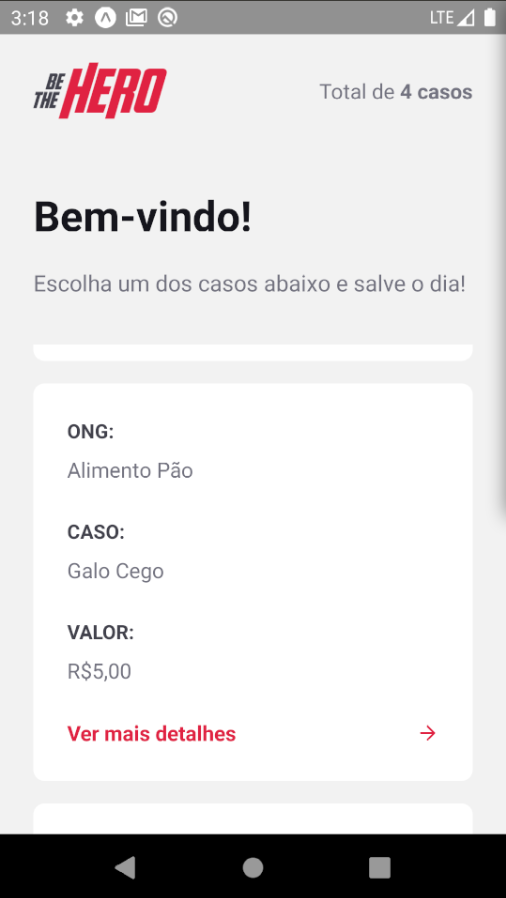 3:18
LTE
BE
THE HERO
Total de 4 casos
Bem-vindo!
Escolha um dos casos abaixo e salve o dia!
ONG:
Alimento Pão
CASO:
Galo Cego
VALOR:
R$5,00
Ver mais detalhes